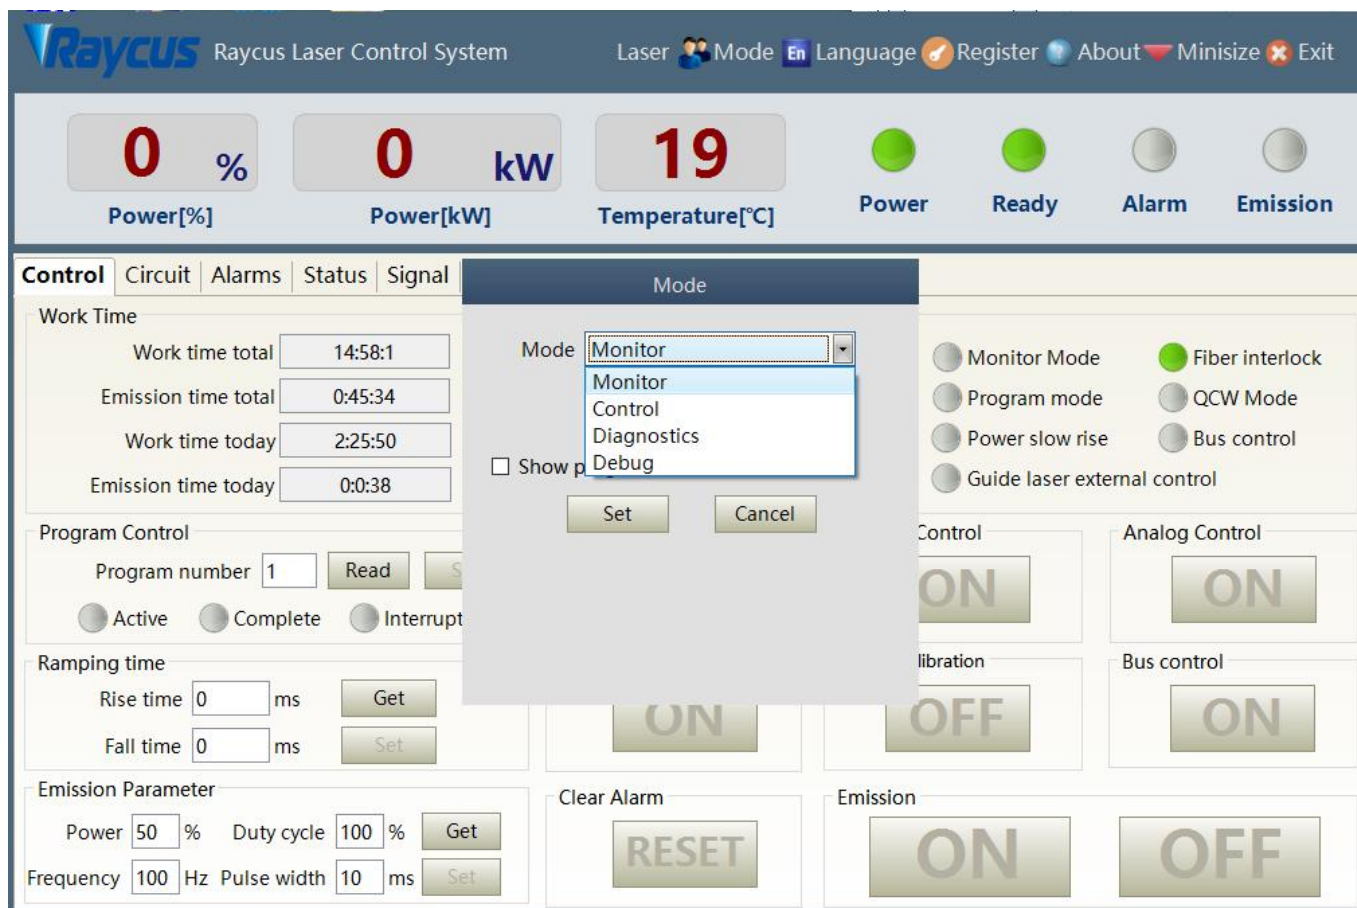 Raycus Raycus Laser Control System Laser Mode En Language Register About Minisize Exit
0 % 0 kW 19
Power[%] Power[kW] Temperature[℃] Power Ready Alarm Emission
Control Circuit Alarms Status Signal
Mode
Work Time
Work time total 14:58:1
Emission time total 0:45:34
Work time today 2:25:50
Emission time today 0:0:38
Mode Monitor
Monitor
Control
Diagnostics
Debug
Show
Set Cancel
Monitor Mode Fiber interlock
Program mode QCW Mode
Power slow rise Bus control
Guide laser external control
Program Control
Program number 1 Read
Active Complete Interrupt
Analog Control
ON ON
Ramping time
Rise time 0 ms Get
Fall time 0 ms Set
ON
OFF
Bus control
ON
Emission Parameter
Power 50 % Duty cycle 100 % Get
Frequency 100 Hz Pulse width 10 ms Set
Clear Alarm
RESET
Emission
ON OFF